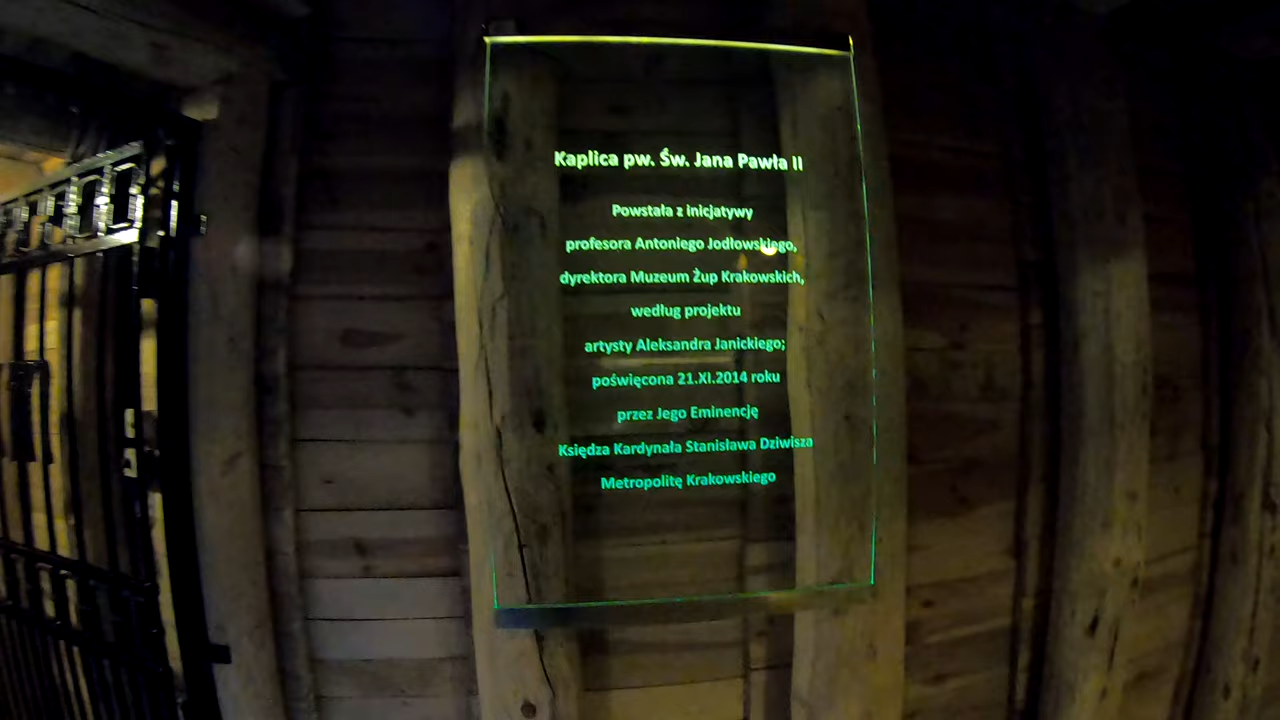 Kaplica pw. Św. Jana Pawła II
Powstała z inicjatywy
profesora Antoniego Jodłowskiego,
dyrektora Muzeum Żup Krakowskich,
według projektu
artysty Aleksandra Janickiego;
poświęcona 21.XI.2014 roku
przez Jego Eminencję
Księdza Kardynała Stanisława Dziwisza
Metropolitę Krakowskiego